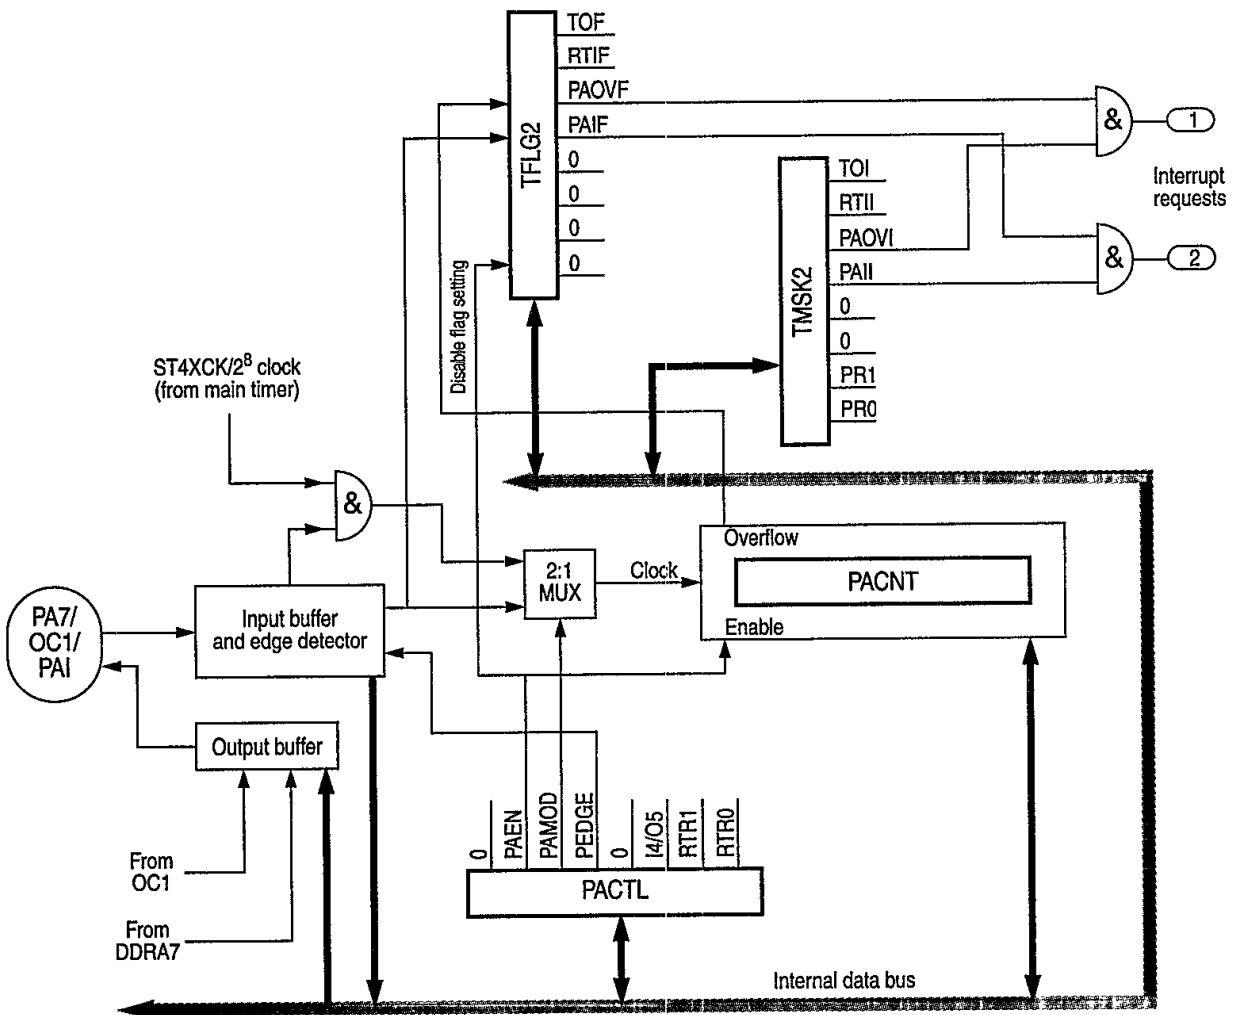 TOF
RTIF
PAOVF
PAIF
0
0
0
0
TFLG2
&
1
Interrupt
requests
TOI
RTII
PAOVI
PAII
0
0
PR1
PR0
TMSK2
&
2
Disable flag setting
ST4XCK/2⁸ clock
(from main timer)
&
2:1
MUX
Clock
Overflow
PACNT
Enable
PA7/
OC1/
PAI
Input buffer
and edge detector
Output buffer
From
OC1
From
DDRA7
0
PAEN
PAMOD
PEDGE
0
I4/O5
RTR1
RTR0
PACTL
Internal data bus